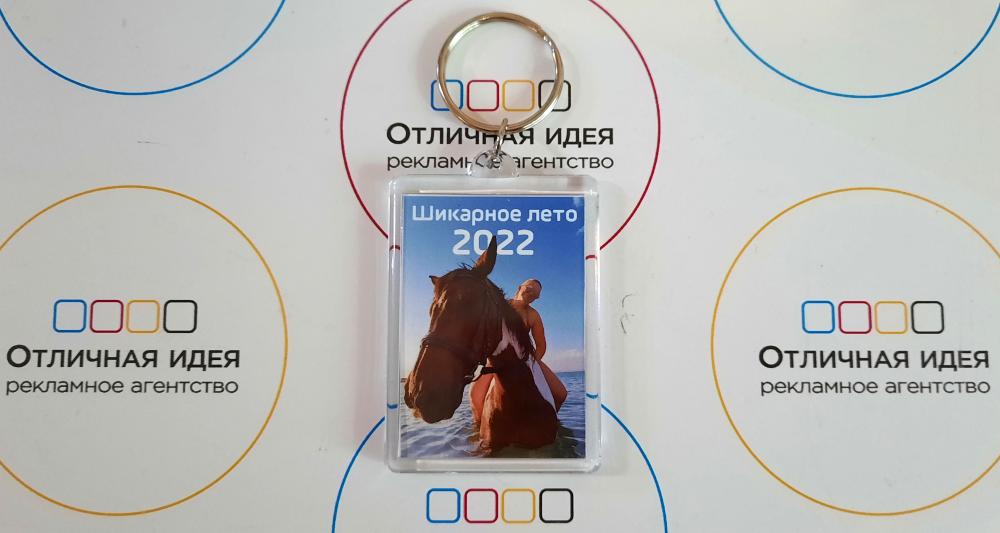 ОТЛИЧНАЯ ИДЕЯ
рекламное агентство
Шикарное лето
2022
ОТЛИЧНАЯ ИДЕЯ
рекламное агентство
ОТЛИЧНАЯ ИДЕЯ
рекламное агентство